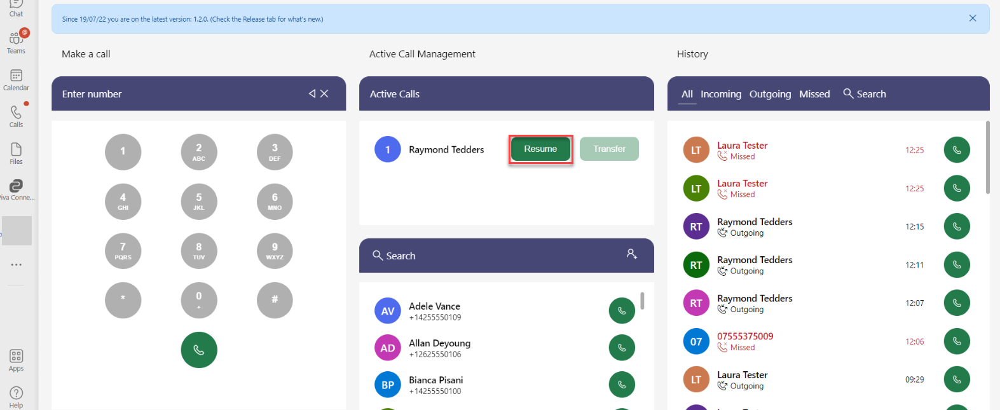 Chat
Teams
Calendar
Calls
Files
Viva Conne...
...
Apps
Help
Since 19/07/22 you are on the latest version: 1.2.0. (Check the Release tab for what's new.)
Make a call
Enter number
1
2
ABC
3
DEF
4
GHI
5
JKL
6
MNO
7
PQRS
8
TUV
9
WXYZ
*
0
+
#
Active Call Management
Active Calls
1 Raymond Tedders Resume Transfer
Search
AV Adele Vance
+14255550109
AD Allan Deyoung
+12625550106
BP Bianca Pisani
+14255550100
History
All Incoming Outgoing Missed Search
LT Laura Tester
Missed 12:25
LT Laura Tester
Missed 12:25
RT Raymond Tedders
Outgoing 12:15
RT Raymond Tedders
Outgoing 12:11
RT Raymond Tedders
Outgoing 12:07
07 07555375009
Missed 12:06
LT Laura Tester
Outgoing 09:29